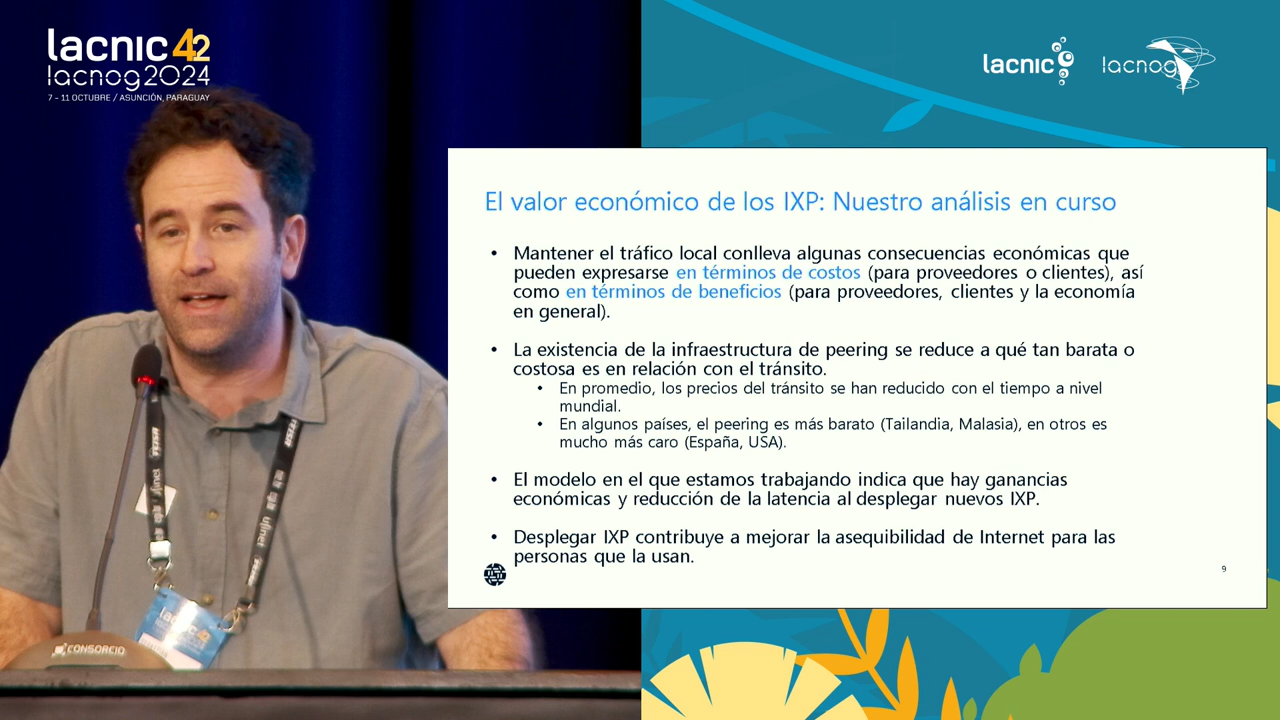 lacnic 42
lacnog2024
7 - 11 OCTUBRE / ASUNCIÓN, PARAGUAY
lacnic
lacnog
El valor económico de los IXP: Nuestro análisis en curso
• Mantener el tráfico local conlleva algunas consecuencias económicas que
pueden expresarse en términos de costos (para proveedores o clientes), así
como en términos de beneficios (para proveedores, clientes y la economía
en general).
• La existencia de la infraestructura de peering se reduce a qué tan barata o
costosa es en relación con el tránsito.
• En promedio, los precios del tránsito se han reducido con el tiempo a nivel
mundial.
• En algunos países, el peering es más barato (Tailandia, Malasia), en otros es
mucho más caro (España, USA).
• El modelo en el que estamos trabajando indica que hay ganancias
económicas y reducción de la latencia al desplegar nuevos IXP.
• Desplegar IXP contribuye a mejorar la asequibilidad de Internet para las
personas que la usan.
9
ufinet
lacnic 42
CONSORCIO